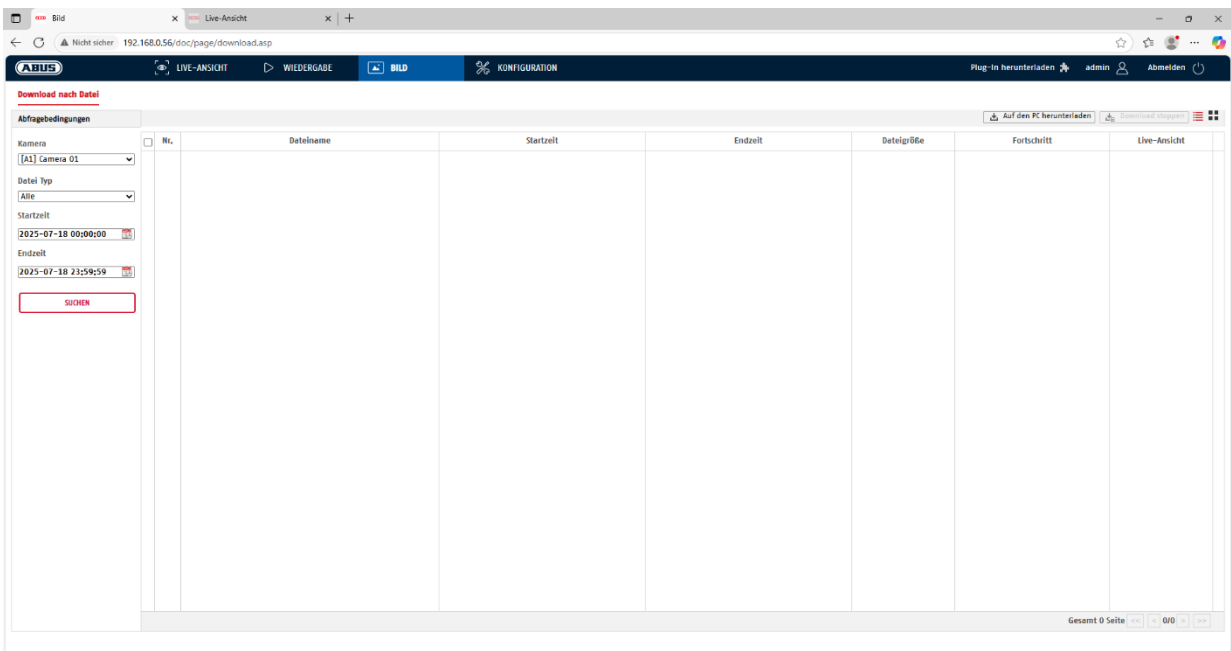 Bild
Live-Ansicht
Nicht sicher 192.168.0.56/doc/page/download.asp
ABUS LIVE-ANSICHT WIEDERGABE BILD KONFIGURATION Plug-In herunterladen admin Abmelden
Download nach Datei
Abfragebedingungen
Auf den PC herunterladen Download stoppen
Nr. Dateiname Startzeit Endzeit Dateigröße Fortschritt Live-Ansicht
Kamera
[A1] Camera 01
Datei Typ
Alle
Startzeit
2025-07-18 00:00:00
Endzeit
2025-07-18 23:59:59
SUCHEN
Gesamt 0 Seite << < 0/0 > >>